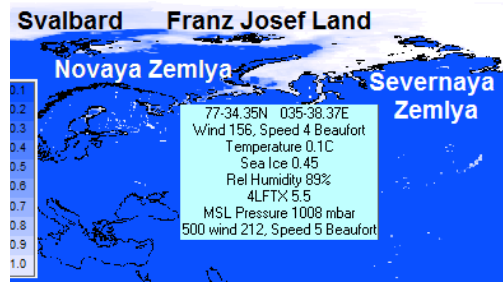 Svalbard Franz Josef Land
Novaya Zemlya
Severnaya
Zemlya
0.1
0.2
0.3
0.4
0.5
0.6
0.7
0.8
0.9
1.0
77-34.35N 035-38.37E
Wind 156, Speed 4 Beaufort
Temperature 0.1C
Sea Ice 0.45
Rel Humidity 89%
4LFTX 5.5
MSL Pressure 1008 mbar
500 wind 212, Speed 5 Beaufort